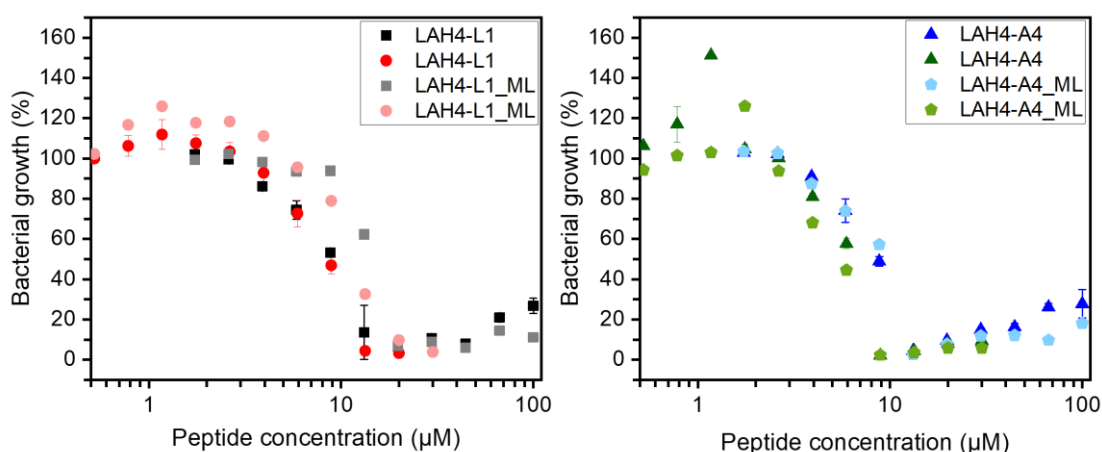 160
140
120
100
80
60
40
20
0
Bacterial growth (%)
LAH4-L1
LAH4-L1
LAH4-L1_ML
LAH4-L1_ML
1
10
100
Peptide concentration (µM)
160
140
120
100
80
60
40
20
0
Bacterial growth (%)
LAH4-A4
LAH4-A4
LAH4-A4_ML
LAH4-A4_ML
1
10
100
Peptide concentration (µM)